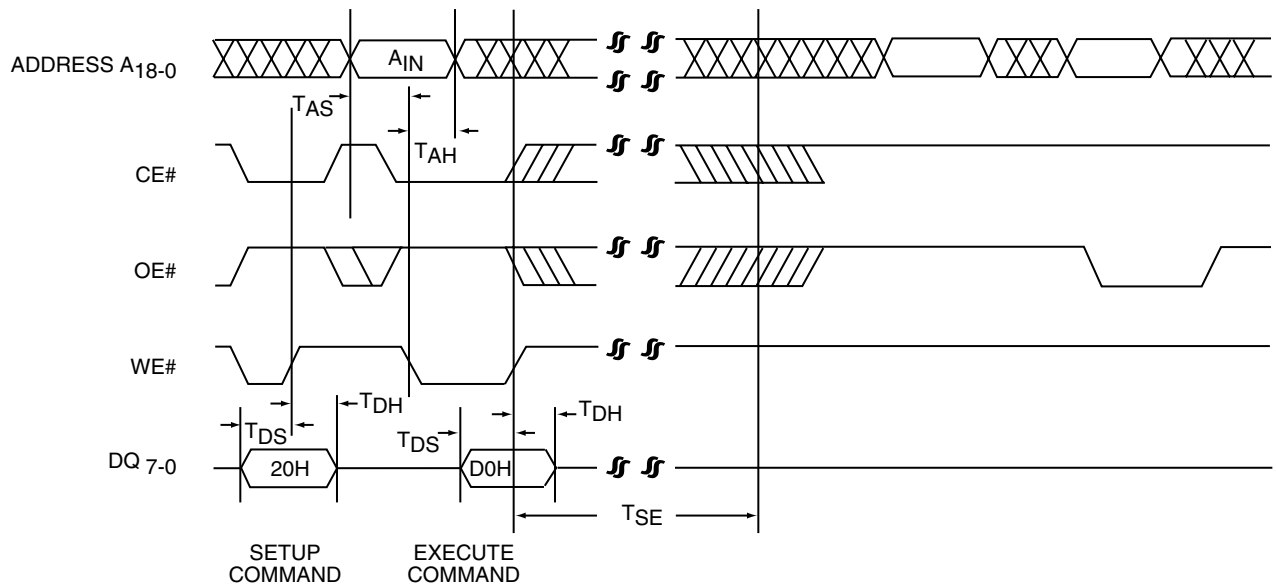 ADDRESS A18-0
AIN
TAS
TAH
CE#
OE#
WE#
TDH
TDS
TDS
TDH
DQ 7-0
20H
D0H
TSE
SETUP
COMMAND
EXECUTE
COMMAND